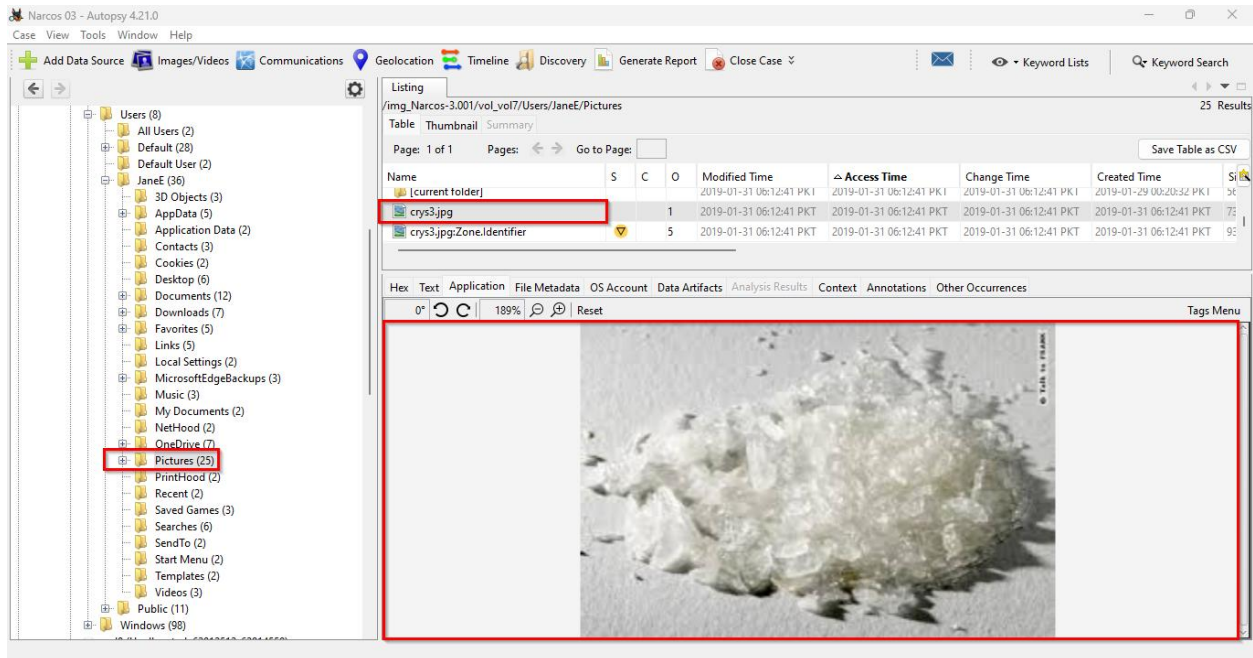 Narcos 03 - Autopsy 4.21.0
Case View Tools Window Help
Add Data Source Images/Videos Communications Geolocation Timeline Discovery Generate Report Close Case Keyword Lists Keyword Search
Listing
/img_Narcos-3.001/vol_vol7/Users/JaneE/Pictures 25 Results
Table Thumbnail Summary
Page: 1 of 1 Pages: Go to Page: Save Table as CSV
Name S C O Modified Time Access Time Change Time Created Time
[current folder] 2019-01-31 06:12:41 PKT 2019-01-31 06:12:41 PKT 2019-01-31 06:12:41 PKT 2019-01-29 00:20:32 PKT
crys3.jpg 1 2019-01-31 06:12:41 PKT 2019-01-31 06:12:41 PKT 2019-01-31 06:12:41 PKT 2019-01-31 06:12:41 PKT
crys3.jpg:Zone.Identifier 5 2019-01-31 06:12:41 PKT 2019-01-31 06:12:41 PKT 2019-01-31 06:12:41 PKT 2019-01-31 06:12:41 PKT
Hex Text Application File Metadata OS Account Data Artifacts Analysis Results Context Annotations Other Occurrences
0° 189% Reset Tags Menu
© Talk to FRANK
Users (8)
All Users (2)
Default (28)
Default User (2)
JaneE (36)
3D Objects (3)
AppData (5)
Application Data (2)
Contacts (3)
Cookies (2)
Desktop (6)
Documents (12)
Downloads (7)
Favorites (5)
Links (5)
Local Settings (2)
MicrosoftEdgeBackups (3)
Music (3)
My Documents (2)
NetHood (2)
OneDrive (7)
Pictures (25)
PrintHood (2)
Recent (2)
Saved Games (3)
Searches (6)
SendTo (2)
Start Menu (2)
Templates (2)
Videos (3)
Public (11)
Windows (98)